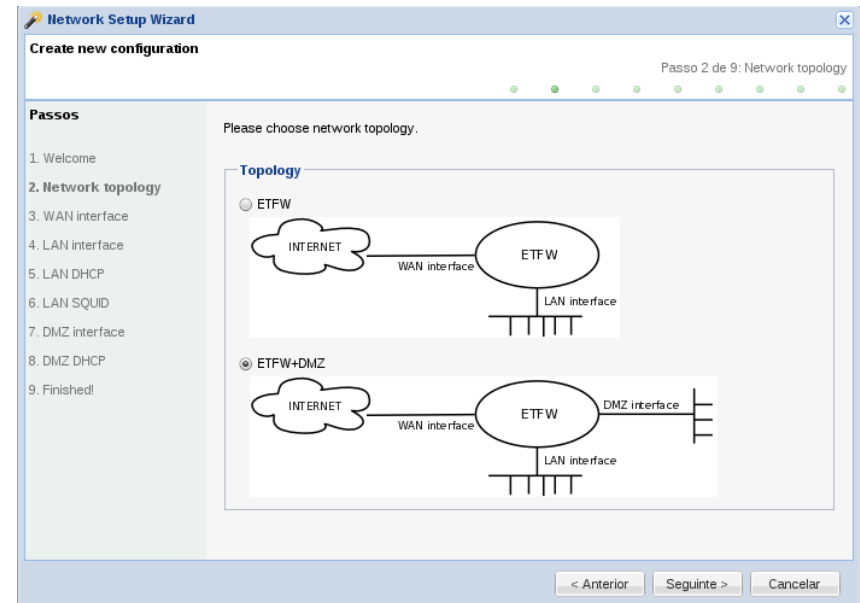 Network Setup Wizard
Create new configuration
Passo 2 de 9: Network topology
Passos
1. Welcome
2. Network topology
3. WAN interface
4. LAN interface
5. LAN DHCP
6. LAN SQUID
7. DMZ interface
8. DMZ DHCP
9. Finished!
Please choose network topology.
Topology
ETFW
INTERNET
WAN interface
ETFW
LAN interface
ETFW+DMZ
INTERNET
WAN interface
ETFW
DMZ interface
LAN interface
< Anterior
Seguinte >
Cancelar